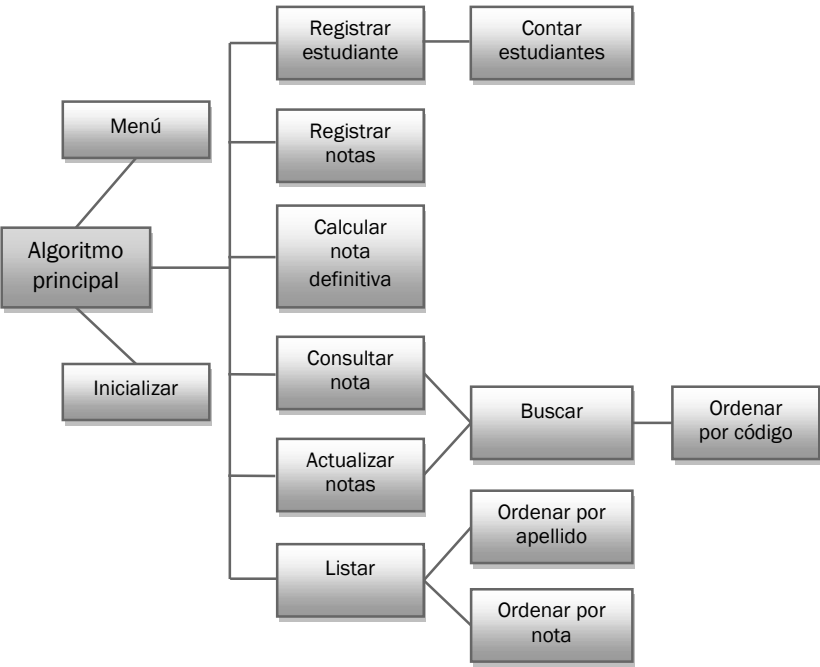 Registrar
estudiante
Contar
estudiantes
Menú
Registrar
notas
Calcular
nota
definitiva
Algoritmo
principal
Inicializar
Consultar
nota
Buscar
Ordenar
por código
Actualizar
notas
Ordenar por
apellido
Listar
Ordenar por
nota